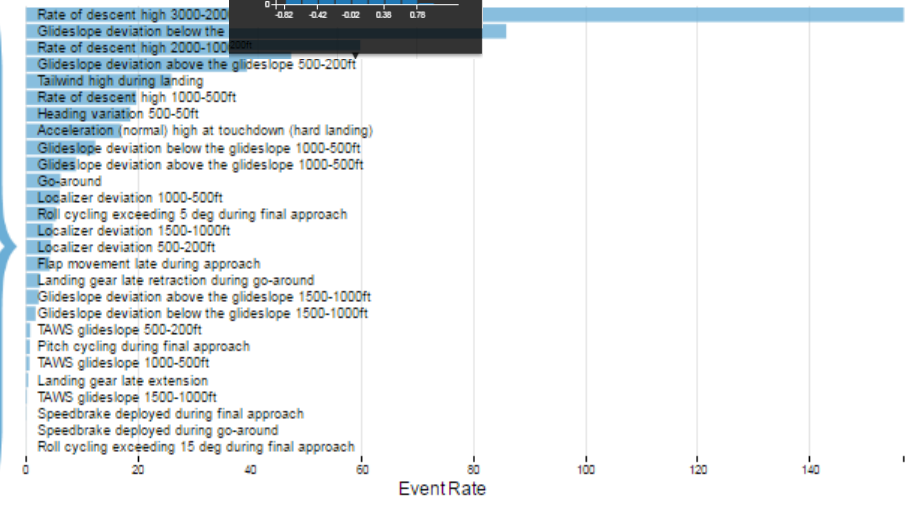 0
-0.82 -0.42 -0.02 0.38 0.78
Rate of descent high 3000-200
Glideslope deviation below the
Rate of descent high 2000-100
Glideslope deviation above the glideslope 500-200ft
Tailwind high during landing
Rate of descent high 1000-500ft
Heading variation 500-50ft
Acceleration (normal) high at touchdown (hard landing)
Glideslope deviation below the glideslope 1000-500ft
Glideslope deviation above the glideslope 1000-500ft
Go-around
Localizer deviation 1000-500ft
Roll cycling exceeding 5 deg during final approach
Localizer deviation 1500-1000ft
Localizer deviation 500-200ft
Flap movement late during approach
Landing gear late retraction during go-around
Glideslope deviation above the glideslope 1500-1000ft
Glideslope deviation below the glideslope 1500-1000ft
TAWS glideslope 500-200ft
Pitch cycling during final approach
TAWS glideslope 1000-500ft
Landing gear late extension
TAWS glideslope 1500-1000ft
Speedbrake deployed during final approach
Speedbrake deployed during go-around
Roll cycling exceeding 15 deg during final approach
0 20 40 60 80 100 120 140
Event Rate